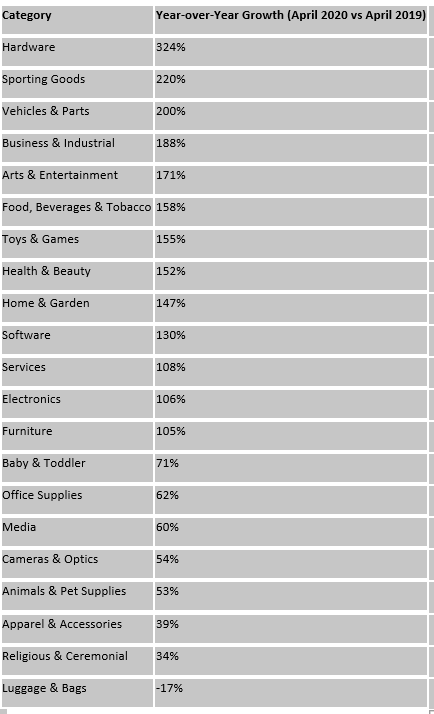 Category Year-over-Year Growth (April 2020 vs April 2019)
Hardware 324%
Sporting Goods 220%
Vehicles & Parts 200%
Business & Industrial 188%
Arts & Entertainment 171%
Food, Beverages & Tobacco 158%
Toys & Games 155%
Health & Beauty 152%
Home & Garden 147%
Software 130%
Services 108%
Electronics 106%
Furniture 105%
Baby & Toddler 71%
Office Supplies 62%
Media 60%
Cameras & Optics 54%
Animals & Pet Supplies 53%
Apparel & Accessories 39%
Religious & Ceremonial 34%
Luggage & Bags -17%